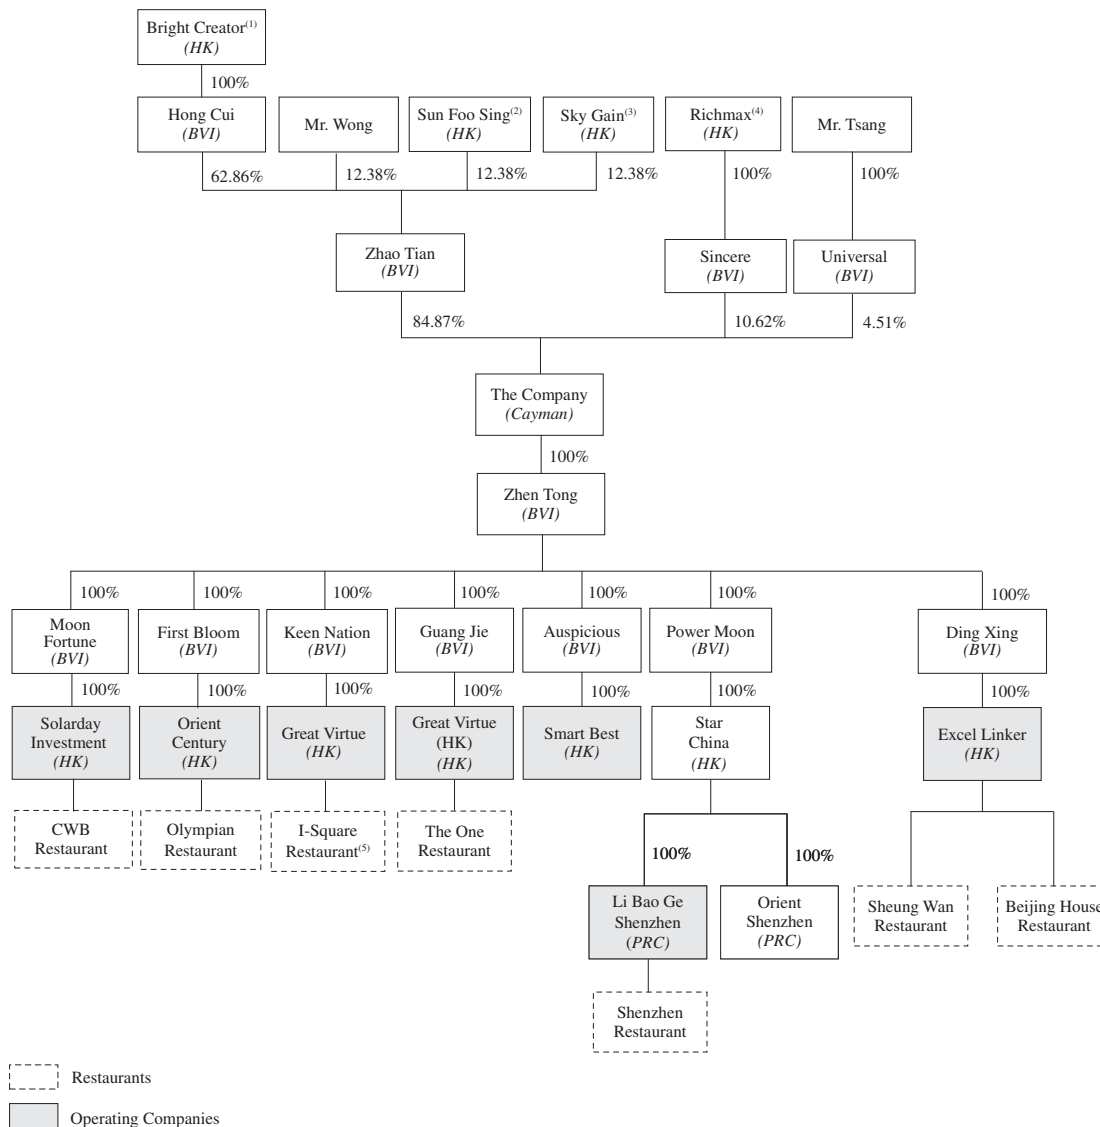 Bright Creator(1)
(HK)
100%
Hong Cui
(BVI)
Mr. Wong
Sun Foo Sing(2)
(HK)
Sky Gain(3)
(HK)
Richmax(4)
(HK)
Mr. Tsang
62.86%
12.38%
12.38%
12.38%
100%
100%
Zhao Tian
(BVI)
Sincere
(BVI)
Universal
(BVI)
84.87%
10.62%
4.51%
The Company
(Cayman)
100%
Zhen Tong
(BVI)
100%
100%
100%
100%
100%
100%
100%
Moon
Fortune
(BVI)
First Bloom
(BVI)
Keen Nation
(BVI)
Guang Jie
(BVI)
Auspicious
(BVI)
Power Moon
(BVI)
Ding Xing
(BVI)
100%
100%
100%
100%
100%
100%
100%
Solarday
Investment
(HK)
Orient
Century
(HK)
Great Virtue
(HK)
Great Virtue
(HK)
(HK)
Smart Best
(HK)
Star
China
(HK)
Excel Linker
(HK)
CWB
Restaurant
Olympian
Restaurant
I-Square
Restaurant(5)
The One
Restaurant
100%
100%
Li Bao Ge
Shenzhen
(PRC)
Orient
Shenzhen
(PRC)
Sheung Wan
Restaurant
Beijing House
Restaurant
Shenzhen
Restaurant
Restaurants
Operating Companies